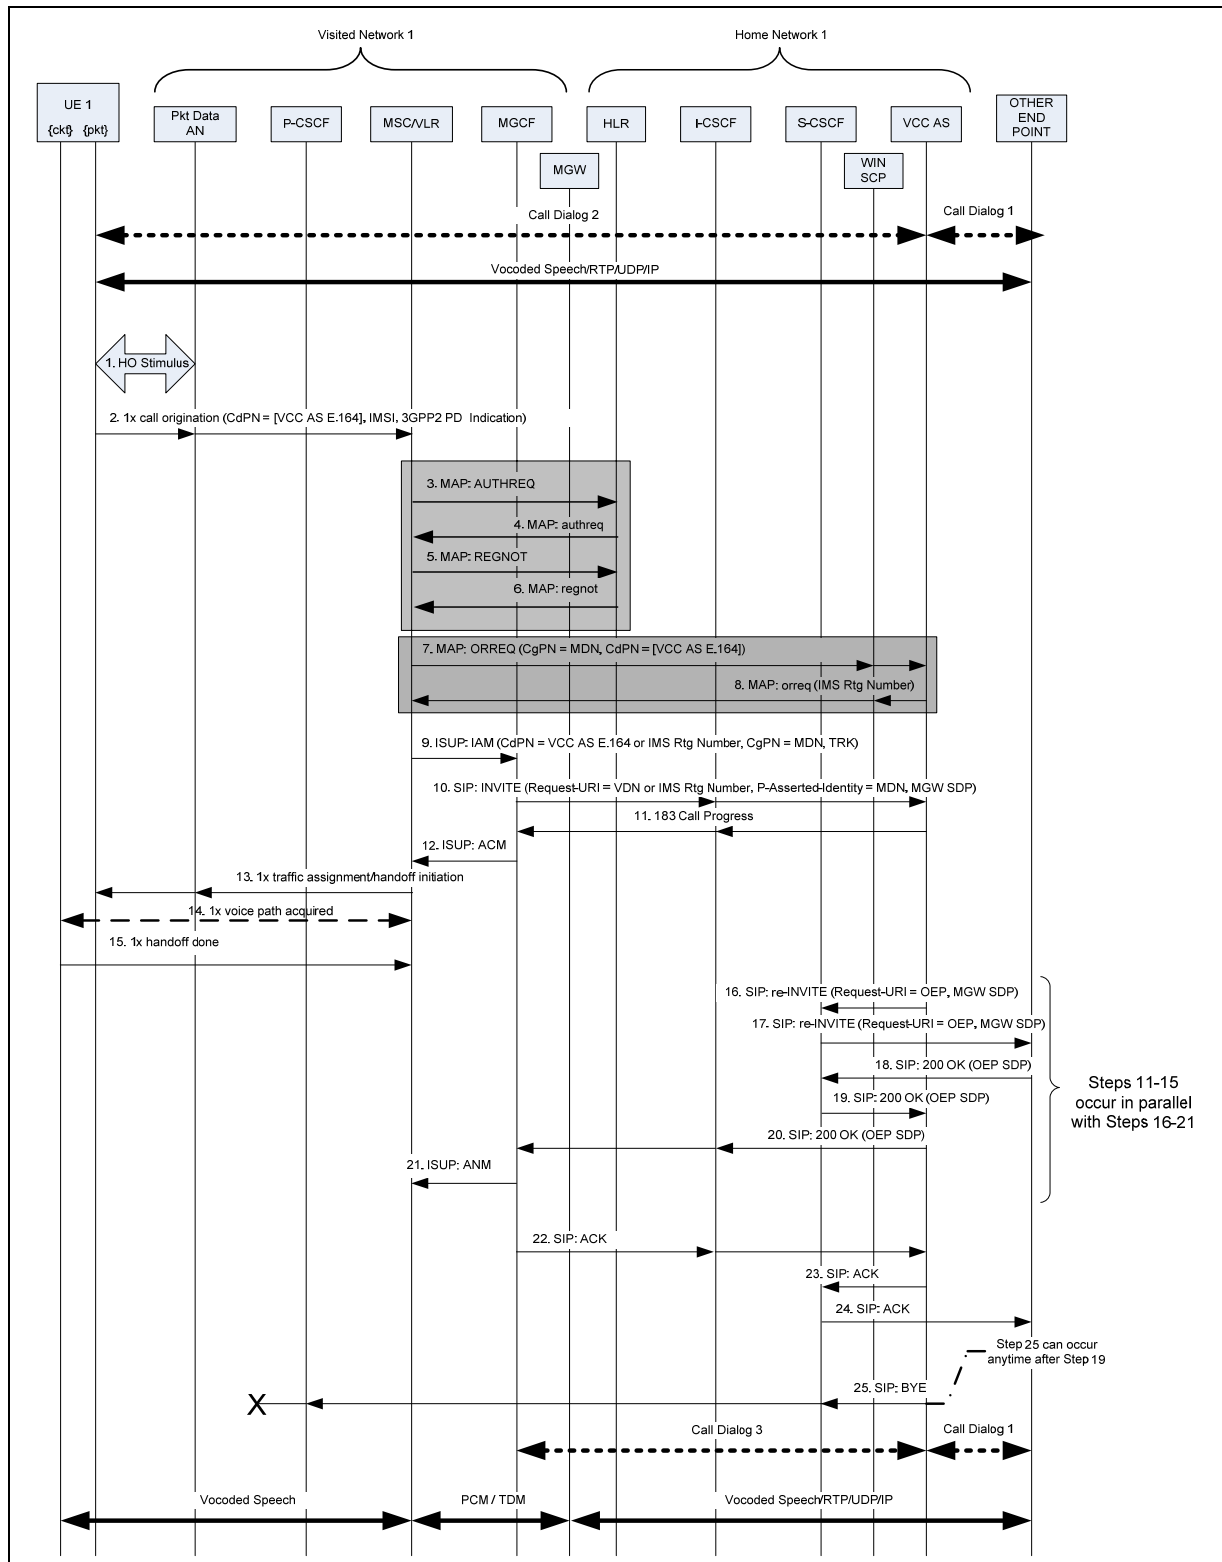 Visited Network 1
Home Network 1
UE 1
{ckt} {pkt}
Pkt Data
AN
P-CSCF
MSC/VLR
MGCF
MGW
HLR
I-CSCF
S-CSCF
WIN
SCP
VCC AS
OTHER
END
POINT
Call Dialog 2
Call Dialog 1
Vocoded Speech/RTP/UDP/IP
1. HO Stimulus
2. 1x call origination (CdPN = [VCC AS E.164], IMSI, 3GPP2 PD Indication)
3. MAP: AUTHREQ
4. MAP: authreq
5. MAP: REGNOT
6. MAP: regnot
7. MAP: ORREQ (CgPN = MDN, CdPN = [VCC AS E.164])
8. MAP: orreq (IMS Rtg Number)
9. ISUP: IAM (CdPN = VCC AS E.164 or IMS Rtg Number, CgPN = MDN, TRK)
10. SIP: INVITE (Request-URI = VDN or IMS Rtg Number, P-Asserted-Identity = MDN, MGW SDP)
11. 183 Call Progress
12. ISUP: ACM
13. 1x traffic assignment/handoff initiation
14. 1x voice path acquired
15. 1x handoff done
16. SIP: re-INVITE (Request-URI = OEP, MGW SDP)
17. SIP: re-INVITE (Request-URI = OEP, MGW SDP)
18. SIP: 200 OK (OEP SDP)
19. SIP: 200 OK (OEP SDP)
20. SIP: 200 OK (OEP SDP)
21. ISUP: ANM
Steps 11-15
occur in parallel
with Steps 16-21
22. SIP: ACK
23. SIP: ACK
24. SIP: ACK
Step 25 can occur
anytime after Step 19
25. SIP: BYE
X
Call Dialog 3
Call Dialog 1
Vocoded Speech
PCM / TDM
Vocoded Speech/RTP/UDP/IP